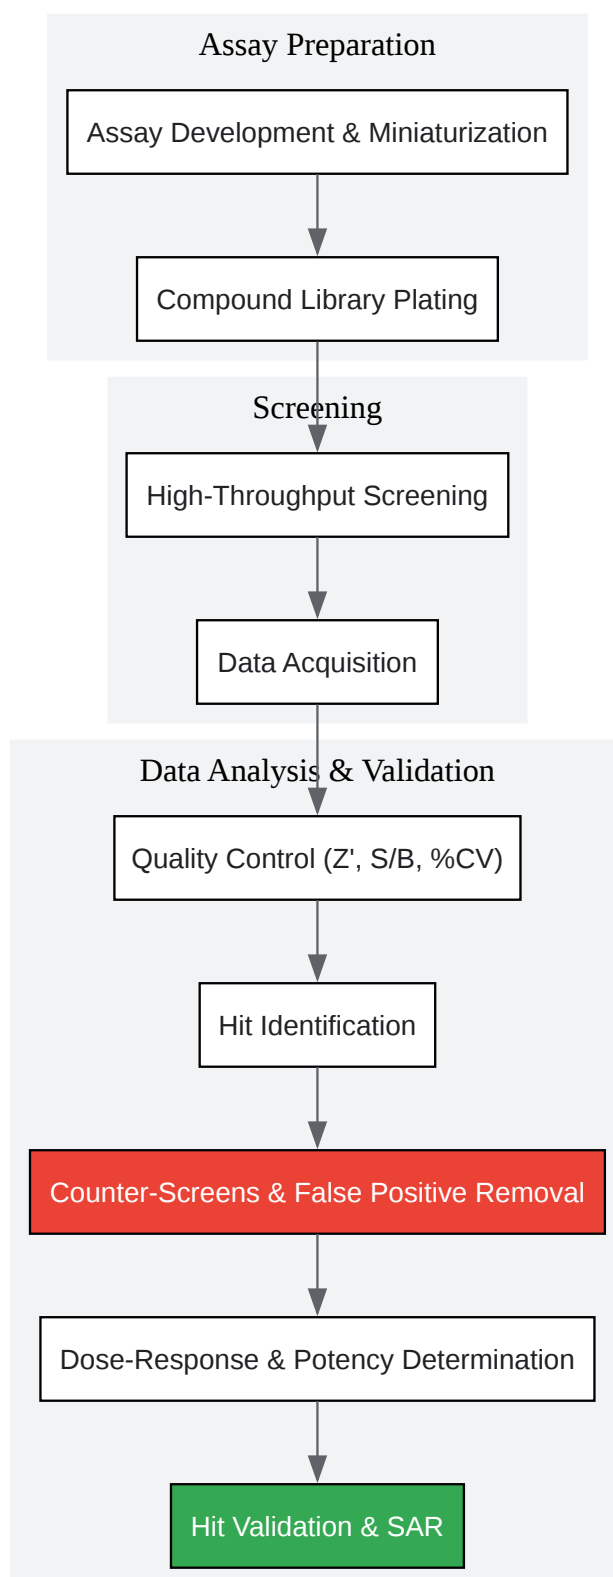 Assay Preparation
Assay Development & Miniaturization
Compound Library Plating
Screening
High-Throughput Screening
Data Acquisition
Data Analysis & Validation
Quality Control (Z', S/B, %CV)
Hit Identification
Counter-Screens & False Positive Removal
Dose-Response & Potency Determination
Hit Validation & SAR